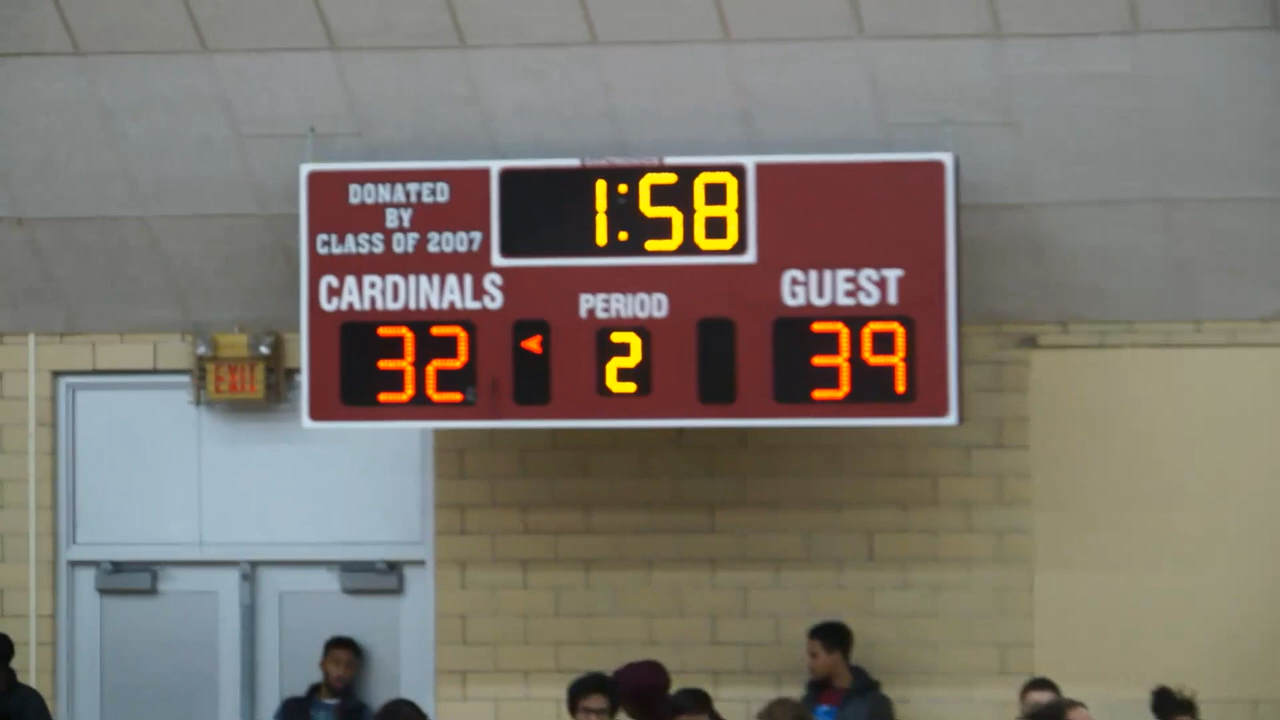 DONATED
BY
CLASS OF 2007
1:58
CARDINALS
PERIOD
GUEST
32
2
39
EXIT